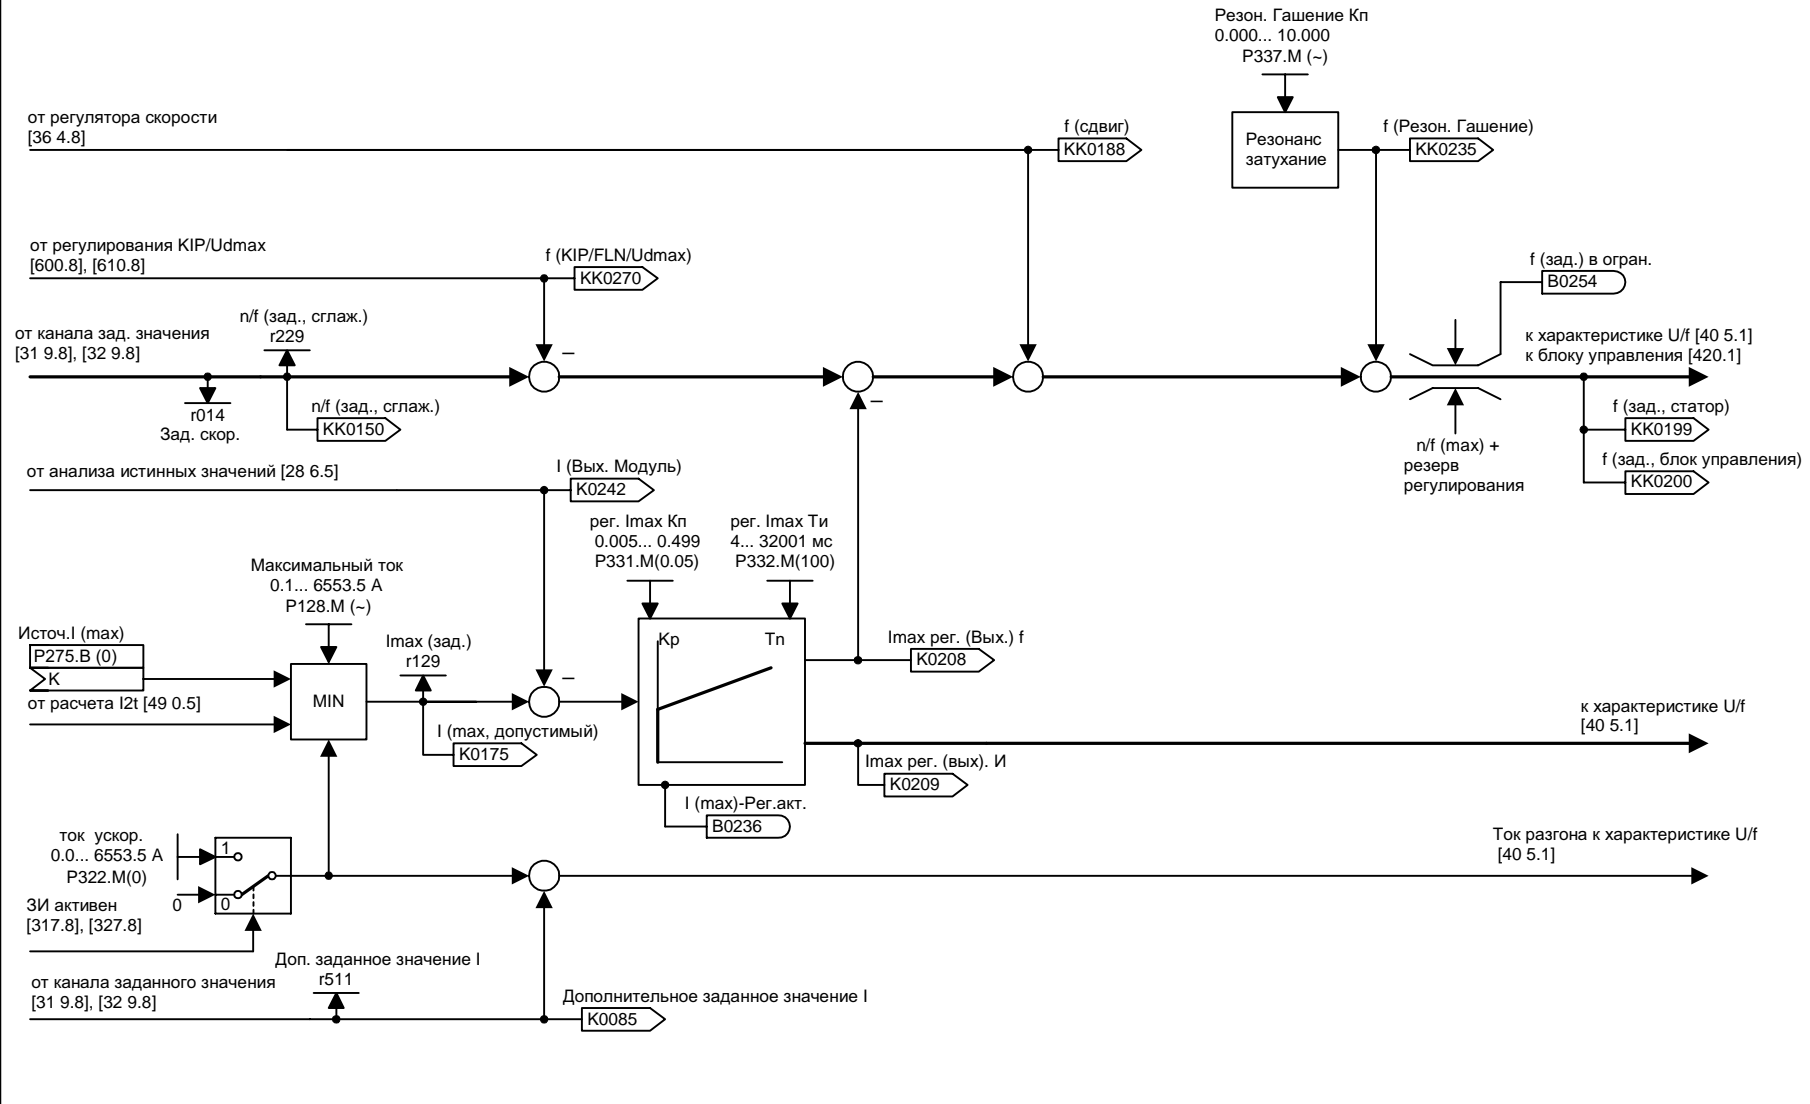 Резон. Гашение Кп
0.000... 10.000
P337.M (~)
от регулятора скорости
[36 4.8]
f (сдвиг)
KK0188
Резонанс
затухание
f (Резон. Гашение)
KK0235
от регулирования KIP/Udmax
[600.8], [610.8]
f (KIP/FLN/Udmax)
KK0270
f (зад.) в огран.
B0254
n/f (зад., сглаж.)
r229
от канала зад. значения
[31 9.8], [32 9.8]
–
к характеристике U/f [40 5.1]
к блоку управления [420.1]
r014
Зад. скор.
n/f (зад., сглаж.)
KK0150
–
n/f (max) +
резерв
регулирования
f (зад., статор)
KK0199
f (зад., блок управления)
KK0200
от анализа истинных значений [28 6.5]
I (Вых. Модуль)
K0242
рег. Imax Кп
0.005... 0.499
P331.M(0.05)
рег. Imax Ти
4... 32001 мс
P332.M(100)
Максимальный ток
0.1... 6553.5 A
P128.M (~)
Источ.I (max)
P275.B (0)
K
от расчета I2t [49 0.5]
MIN
Imax (зад.)
r129
–
I (max, допустимый)
K0175
Kp
Tn
Imax рег. (Вых.) f
K0208
к характеристике U/f
[40 5.1]
Imax рег. (вых). И
K0209
I (max)-Рег.акт.
B0236
ток ускор.
0.0... 6553.5 A
P322.M(0)
1
0
0
Ток разгона к характеристике U/f
[40 5.1]
ЗИ активен
[317.8], [327.8]
Доп. заданное значение I
r511
от канала заданного значения
[31 9.8], [32 9.8]
Дополнительное заданное значение I
K0085